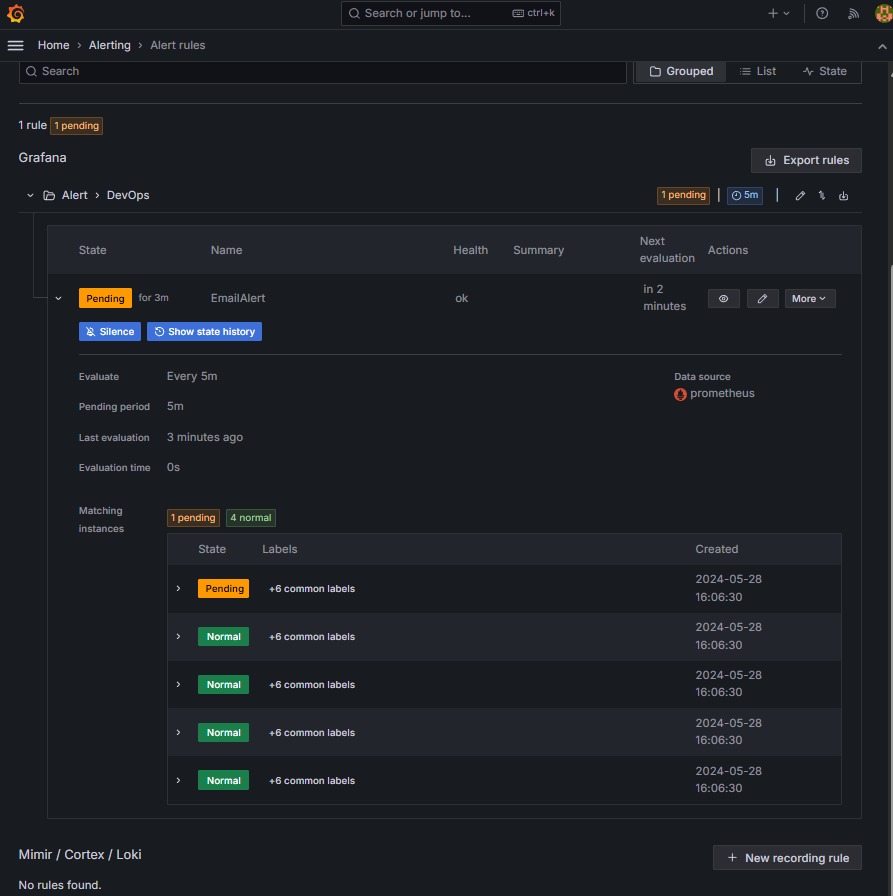 Search or jump to... ctrl+k
Home › Alerting › Alert rules
Search Grouped List State
1 rule 1 pending
Grafana Export rules
Alert › DevOps 1 pending | 5m |
State Name Health Summary Next evaluation Actions
Pending for 3m EmailAlert ok in 2 minutes More
Silence Show state history
Evaluate Every 5m Data source
prometheus
Pending period 5m
Last evaluation 3 minutes ago
Evaluation time 0s
Matching instances 1 pending 4 normal
State Labels Created
Pending +6 common labels 2024-05-28 16:06:30
Normal +6 common labels 2024-05-28 16:06:30
Normal +6 common labels 2024-05-28 16:06:30
Normal +6 common labels 2024-05-28 16:06:30
Normal +6 common labels 2024-05-28 16:06:30
Mimir / Cortex / Loki + New recording rule
No rules found.